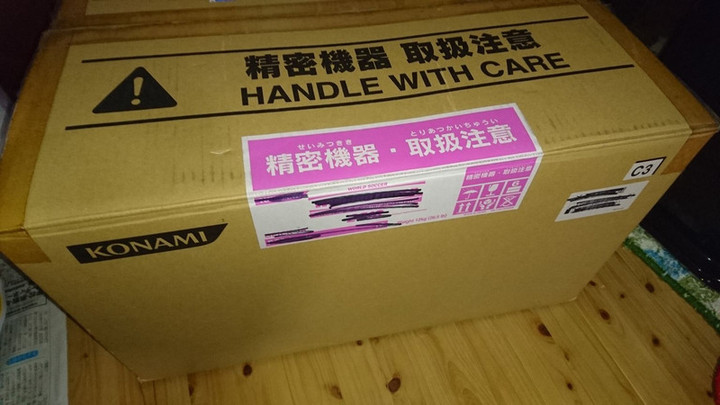 精密機器 取扱注意
HANDLE WITH CARE
せいみつきき とりあつかいちゅうい
精密機器・取扱注意
精密機器・取扱注意
C3
KONAMI